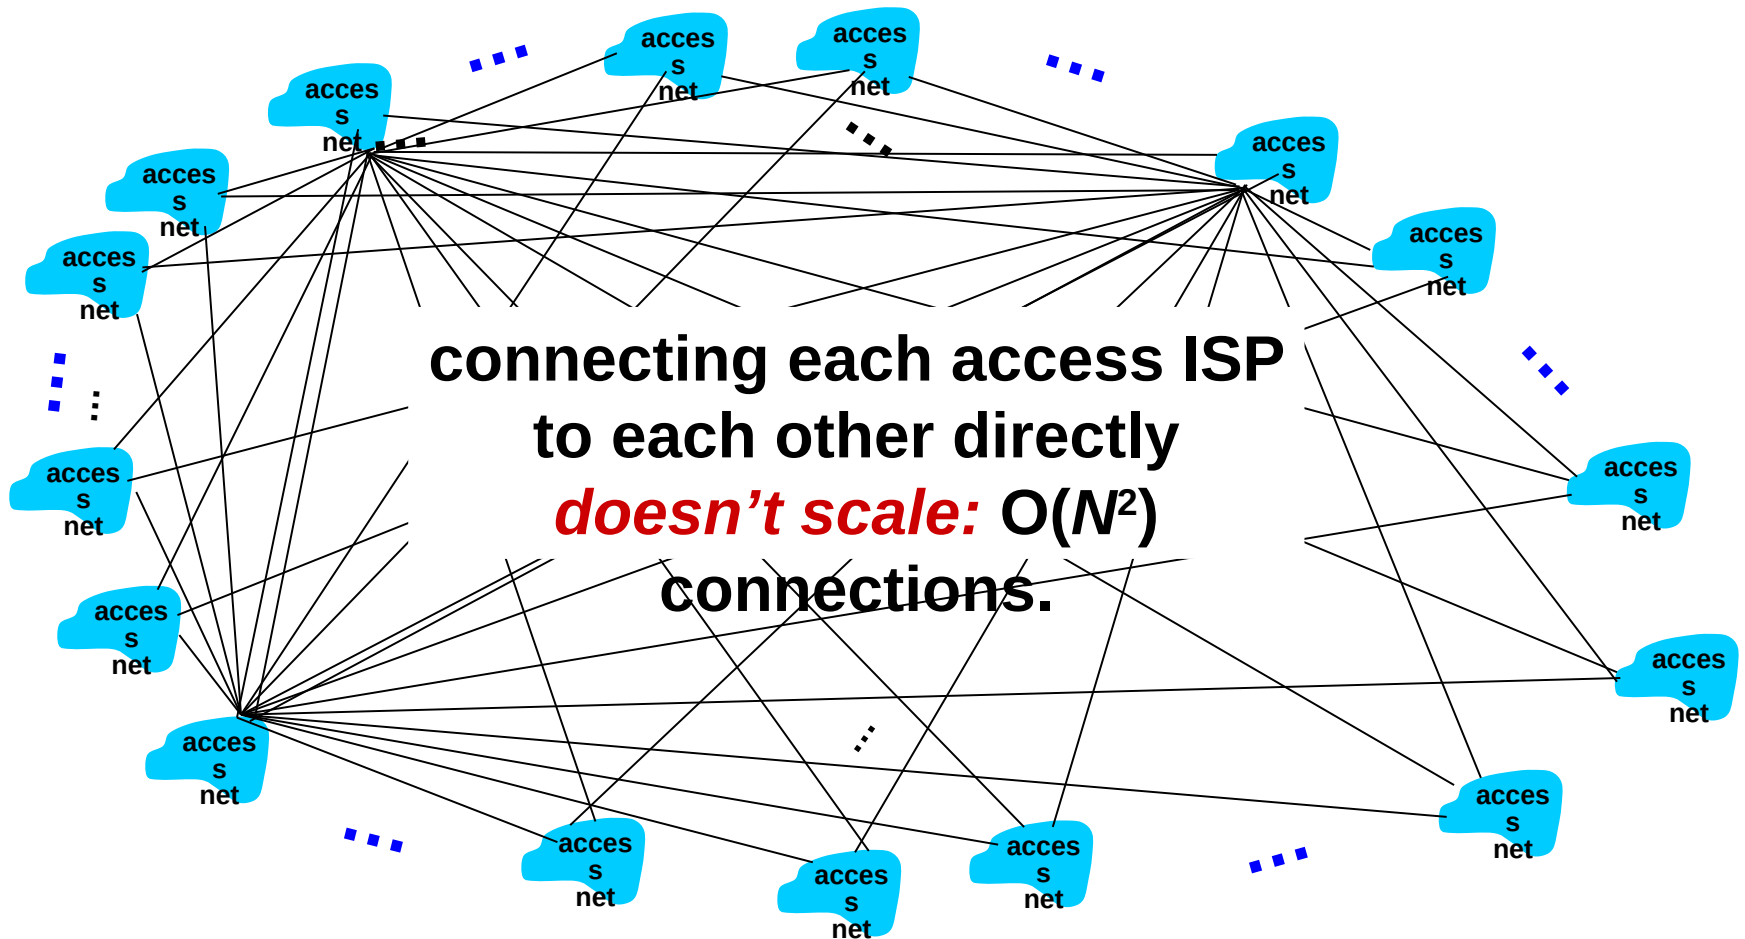 acces
s
net
acces
s
net
acces
s
net
acces
s
net
acces
s
net
acces
s
net
acces
s
net
acces
s
net
connecting each access ISP
to each other directly
doesn’t scale: O(N²)
connections.
acces
s
net
acces
s
net
acces
s
net
acces
s
net
acces
s
net
acces
s
net
acces
s
net
acces
s
net